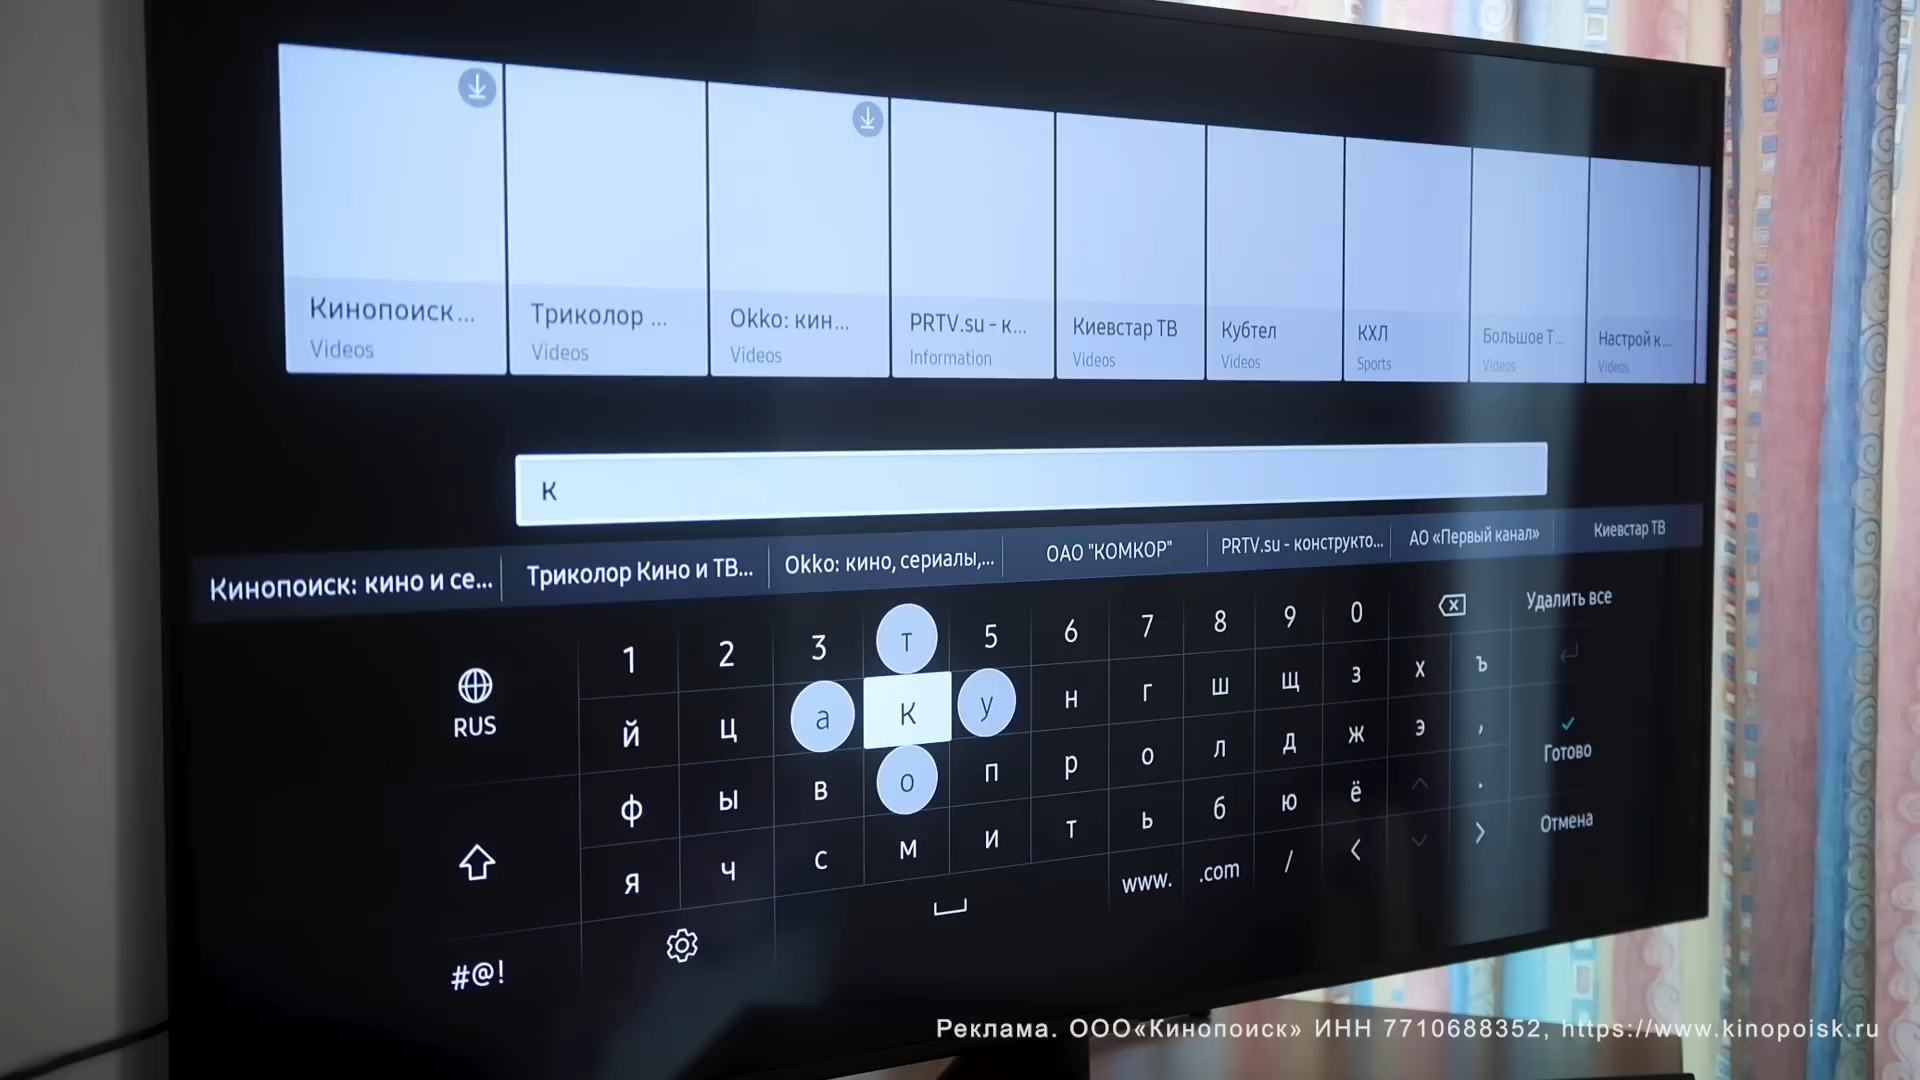 Кинопоиск...
Videos
Триколор ...
Videos
Okko: кин...
Videos
PRTV.su - к...
Information
Киевстар ТВ
Videos
Кубтел
Videos
КХЛ
Sports
Большое Т...
Videos
Настрой к...
Videos
к
Кинопоиск: кино и се...
Триколор Кино и ТВ...
Okko: кино, сериалы,...
ОАО "КОМКОР"
PRTV.su - конструкто...
АО «Первый канал»
Киевстар ТВ
1 2 3 т 5 6 7 8 9 0 Удалить все
RUS
й ц а к у н г ш щ з х ъ
ф ы в о п р о л д ж э , Готово
я ч с м и т ь б ю ё . Отмена
#@! www. .com / < >
Реклама. ООО«Кинопоиск» ИНН 7710688352, https://www.kinopoisk.ru